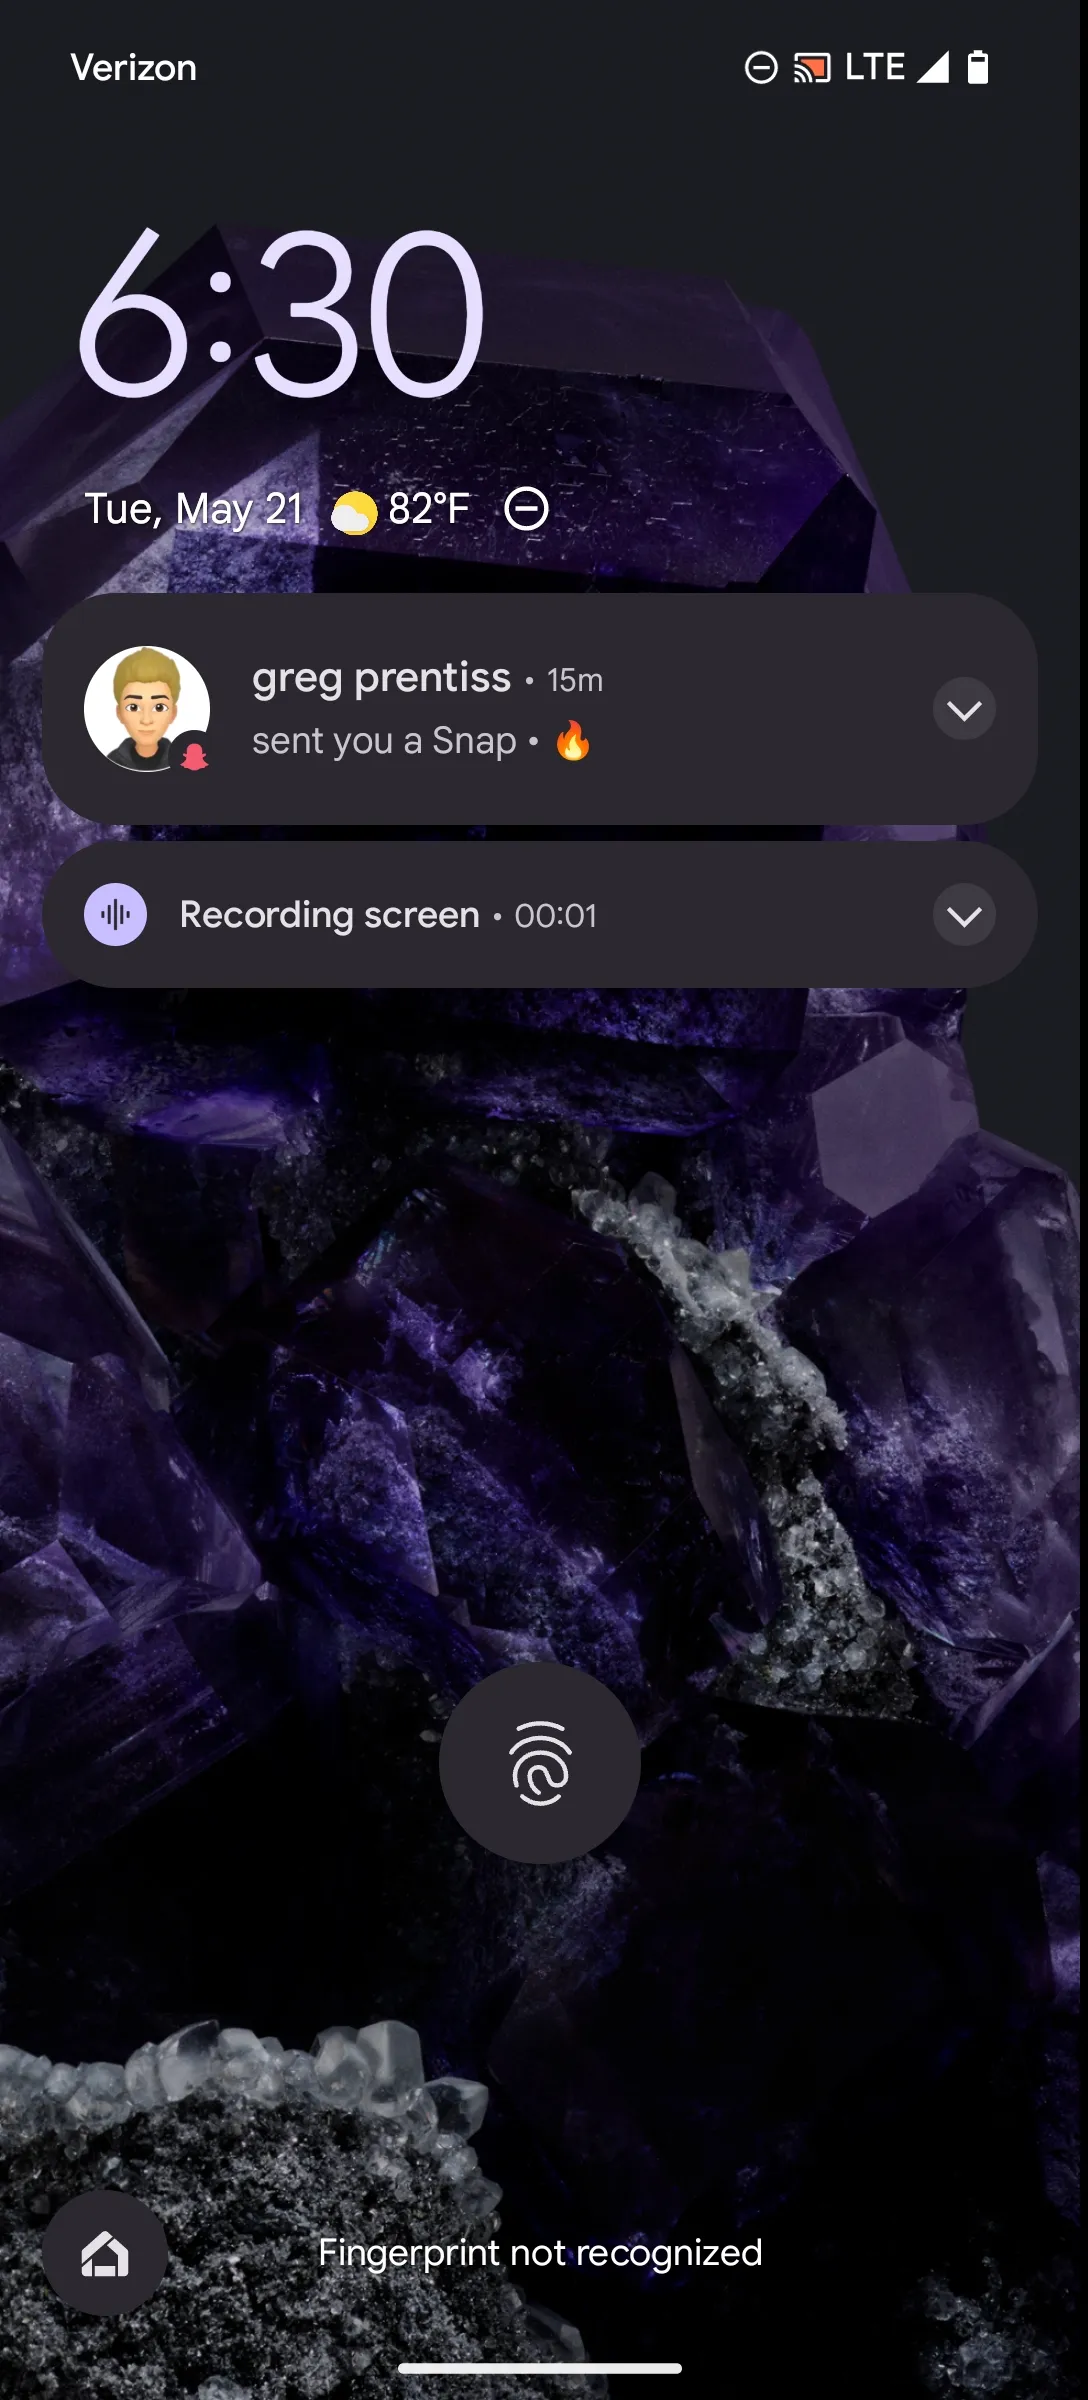 Verizon
LTE
6:30
Tue, May 21 82°F
greg prentiss • 15m
sent you a Snap • 🔥
Recording screen • 00:01
Fingerprint not recognized